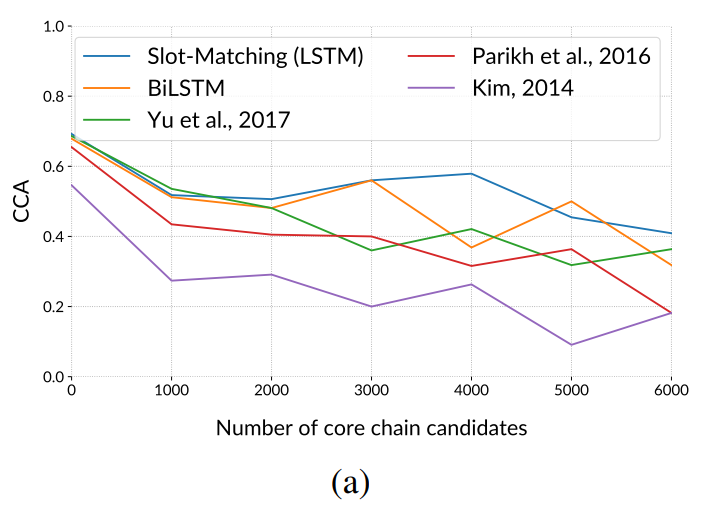 1.0
0.8
0.6
0.4
0.2
0.0
CCA
Slot-Matching (LSTM)
BiLSTM
Yu et al., 2017
Parikh et al., 2016
Kim, 2014
0 1000 2000 3000 4000 5000 6000
Number of core chain candidates
(a)